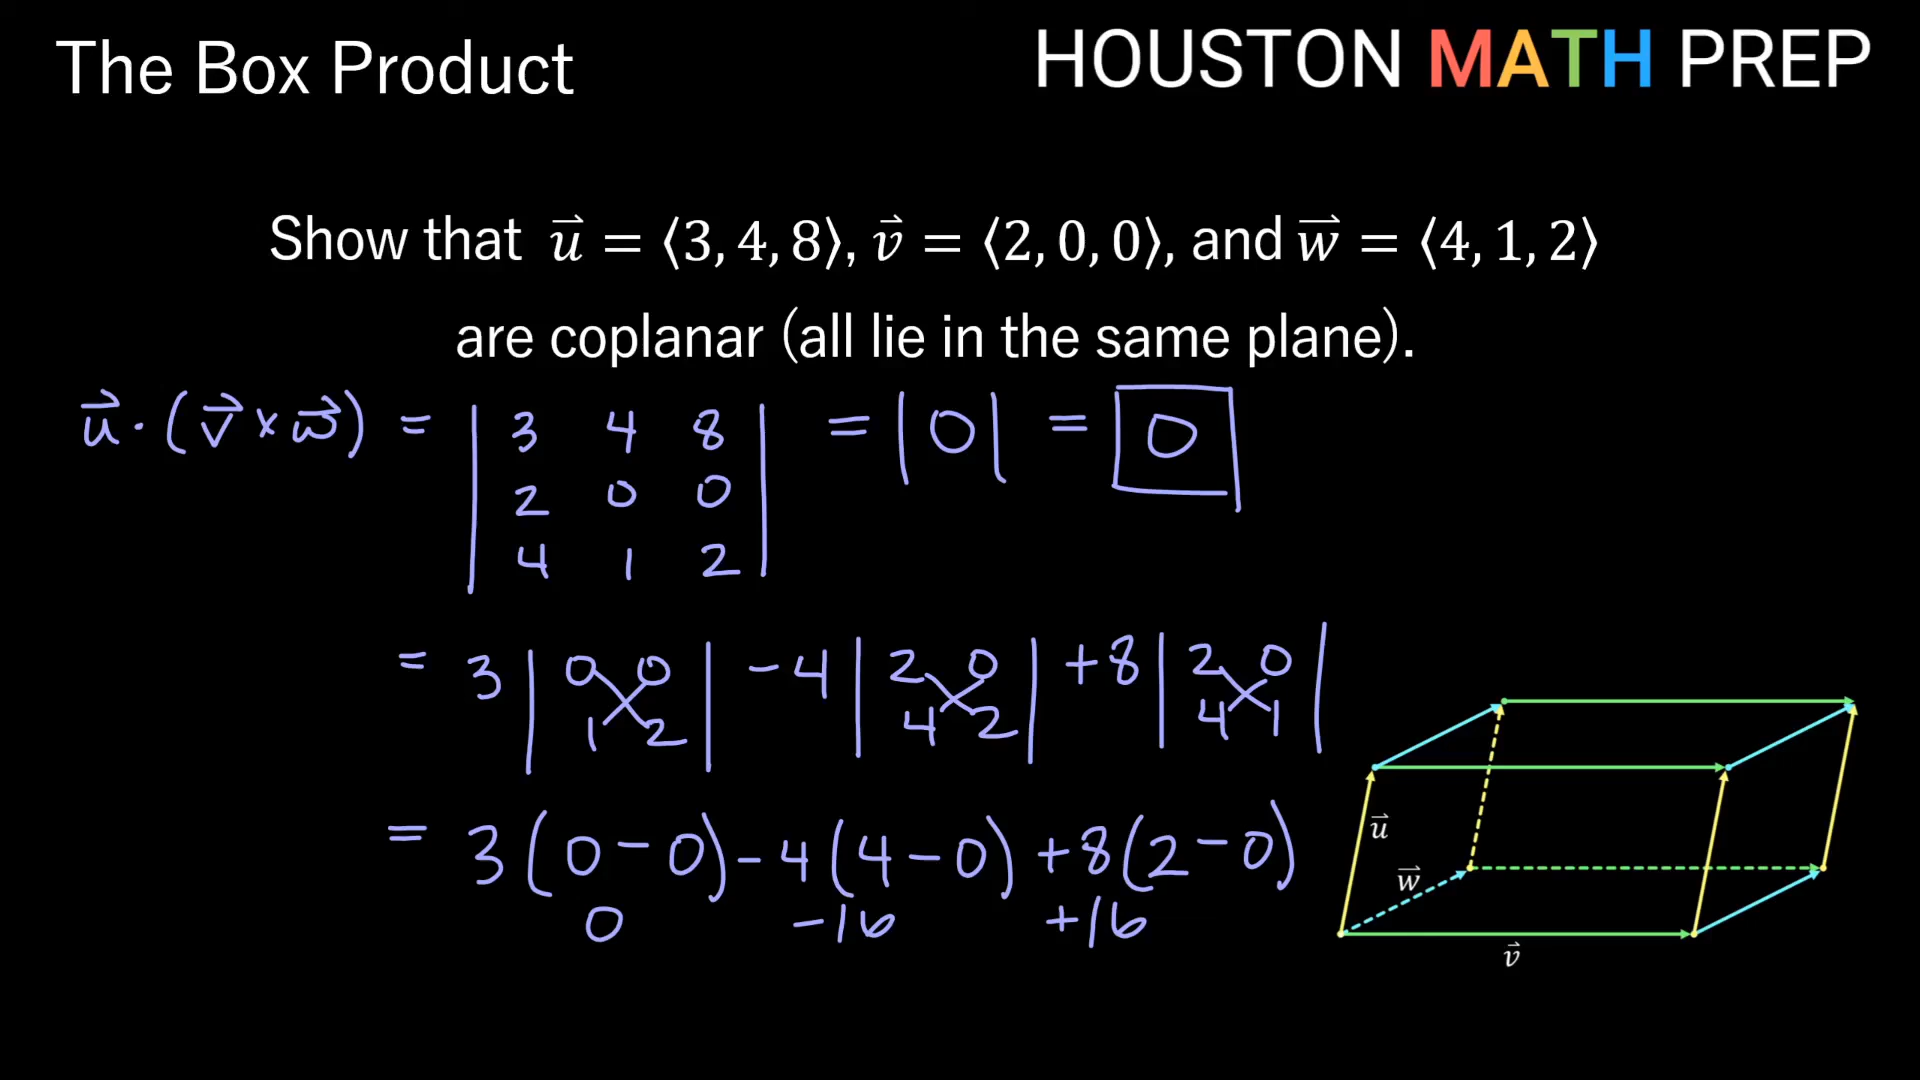 The Box Product
HOUSTON MATH PREP
Show that u⃗ = ⟨3, 4, 8⟩, v⃗ = ⟨2, 0, 0⟩, and w⃗ = ⟨4, 1, 2⟩
are coplanar (all lie in the same plane).
u⃗ · (v⃗ × w⃗) = | 3 4 8 | = |0| = 0
2 0 0
4 1 2
= 3 | 0 0 | - 4 | 2 0 | + 8 | 2 0 |
1 2 4 2 4 1
= 3 (0 - 0) - 4 (4 - 0) + 8 (2 - 0)
0 -16 +16
u⃗
w⃗
v⃗